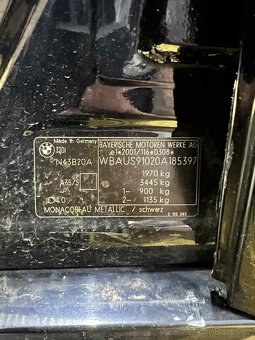 Made in Germany
BAYERISCHE MOTOREN WERKE AG
e1*2001/116*0308*
N43B20A
WBAUS91020A185397
1970 kg
3445 kg
A35/S
1- 900 kg
2- 1135 kg
MONACOBLAU METALLIC / schwarz